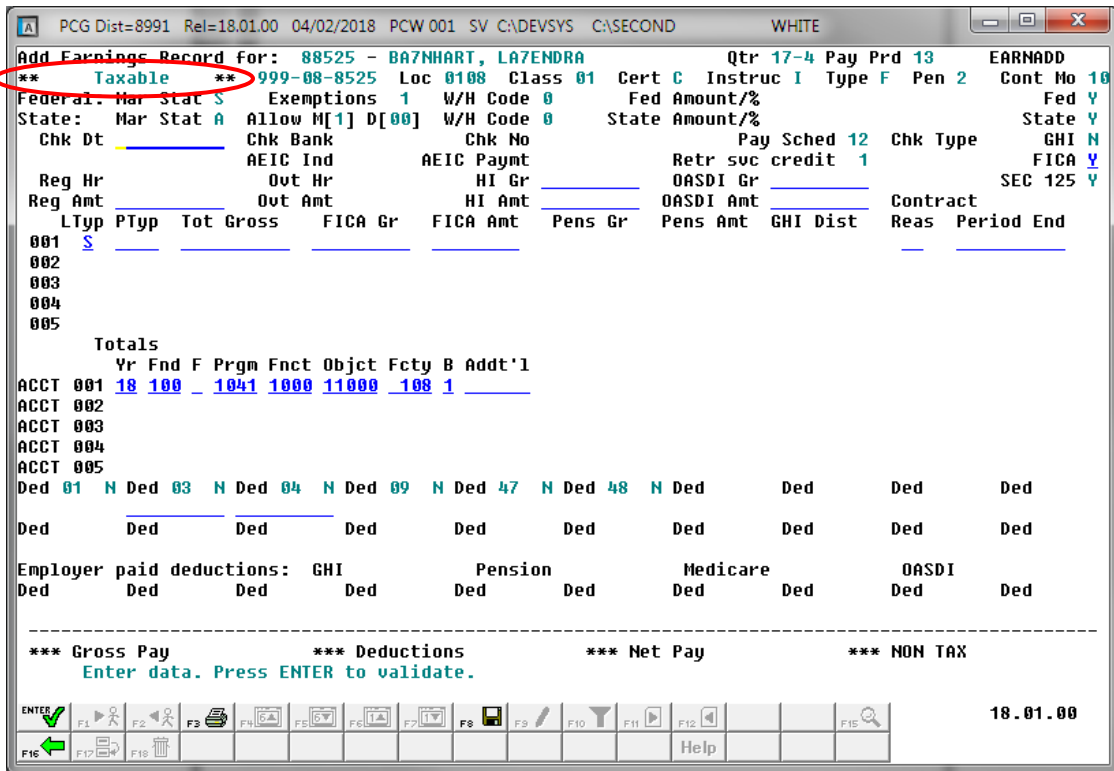 PCG Dist=8991 Rel=18.01.00 04/02/2018 PCW 001 SV C:\DEVSYS C:\SECOND WHITE
Add Earnings Record for: 88525 - BA7NHART, LA7ENDRA Qtr 17-4 Pay Prd 13 EARNADD
** Taxable ** 999-08-8525 Loc 0108 Class 01 Cert C Instruc I Type F Pen 2 Cont Mo 10
Federal: Mar Stat S Exemptions 1 W/H Code 0 Fed Amount/% Fed Y
State: Mar Stat A Allow M[1] D[00] W/H Code 0 State Amount/% State Y
Chk Dt Chk Bank Chk No Pay Sched 12 Chk Type GHI N
AEIC Ind AEIC Paymt Retr svc credit 1 FICA Y
Reg Hr Ovt Hr HI Gr OASDI Gr SEC 125 Y
Reg Amt Ovt Amt HI Amt OASDI Amt Contract
LTyp PTyp Tot Gross FICA Gr FICA Amt Pens Gr Pens Amt GHI Dist Reas Period End
001 S
002
003
004
005
Totals
Yr Fnd F Prgm Fnct Objct Fcty B Addt'l
ACCT 001 18 100 _ 1041 1000 11000 108 1
ACCT 002
ACCT 003
ACCT 004
ACCT 005
Ded 01 N Ded 03 N Ded 04 N Ded 09 N Ded 47 N Ded 48 N Ded Ded Ded Ded
Ded Ded Ded Ded Ded Ded Ded Ded Ded Ded
Employer paid deductions: GHI Pension Medicare OASDI
Ded Ded Ded Ded Ded Ded Ded Ded Ded Ded
*** Gross Pay *** Deductions *** Net Pay *** NON TAX
Enter data. Press ENTER to validate.
ENTER F1 F2 F3 F4 F5 F6 F7 F8 F9 F10 F11 F12 F15 18.01.00
F16 F17 F18 Help